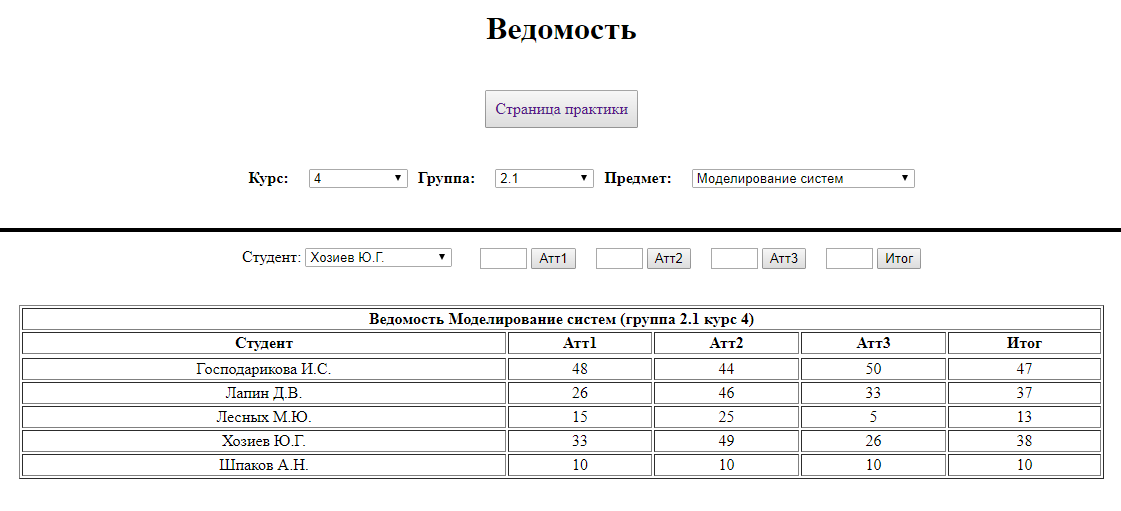 Ведомость
Страница практики
Курс: 4 Группа: 2.1 Предмет: Моделирование систем
Студент: Хозиев Ю.Г. Атт1 Атт2 Атт3 Итог
Ведомость Моделирование систем (группа 2.1 курс 4)
Студент Атт1 Атт2 Атт3 Итог
Господарикова И.С. 48 44 50 47
Лапин Д.В. 26 46 33 37
Лесных М.Ю. 15 25 5 13
Хозиев Ю.Г. 33 49 26 38
Шпаков А.Н. 10 10 10 10